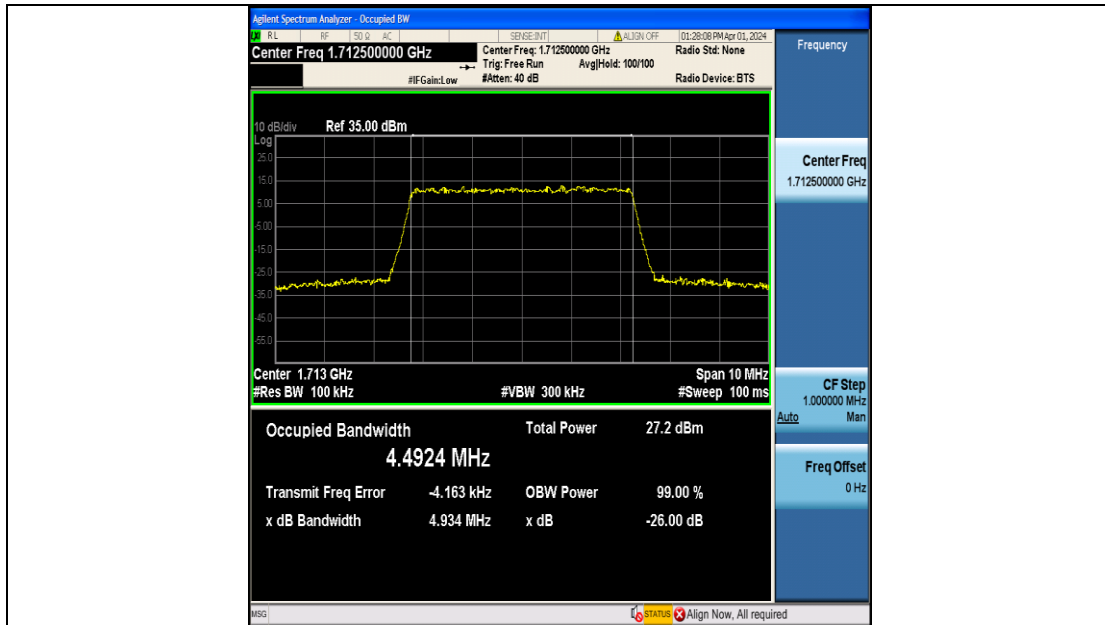 Agilent Spectrum Analyzer - Occupied BW
RL RF 50 Ω AC SENSE:INT ALIGN OFF 01:28:08 PM Apr 01, 2024
Center Freq 1.712500000 GHz
Center Freq: 1.712500000 GHz Radio Std: None
Trig: Free Run Avg|Hold: 100/100
#IFGain:Low #Atten: 40 dB Radio Device: BTS
Frequency
10 dB/div Ref 35.00 dBm
Log
25.0
15.0
5.00
-5.00
-15.0
-25.0
-35.0
-45.0
-55.0
Center 1.713 GHz Span 10 MHz
#Res BW 100 kHz #VBW 300 kHz #Sweep 100 ms
Occupied Bandwidth Total Power 27.2 dBm
4.4924 MHz
Transmit Freq Error -4.163 kHz OBW Power 99.00 %
x dB Bandwidth 4.934 MHz x dB -26.00 dB
Center Freq
1.712500000 GHz
CF Step
1.000000 MHz
Auto Man
Freq Offset
0 Hz
MSG STATUS Align Now, All required